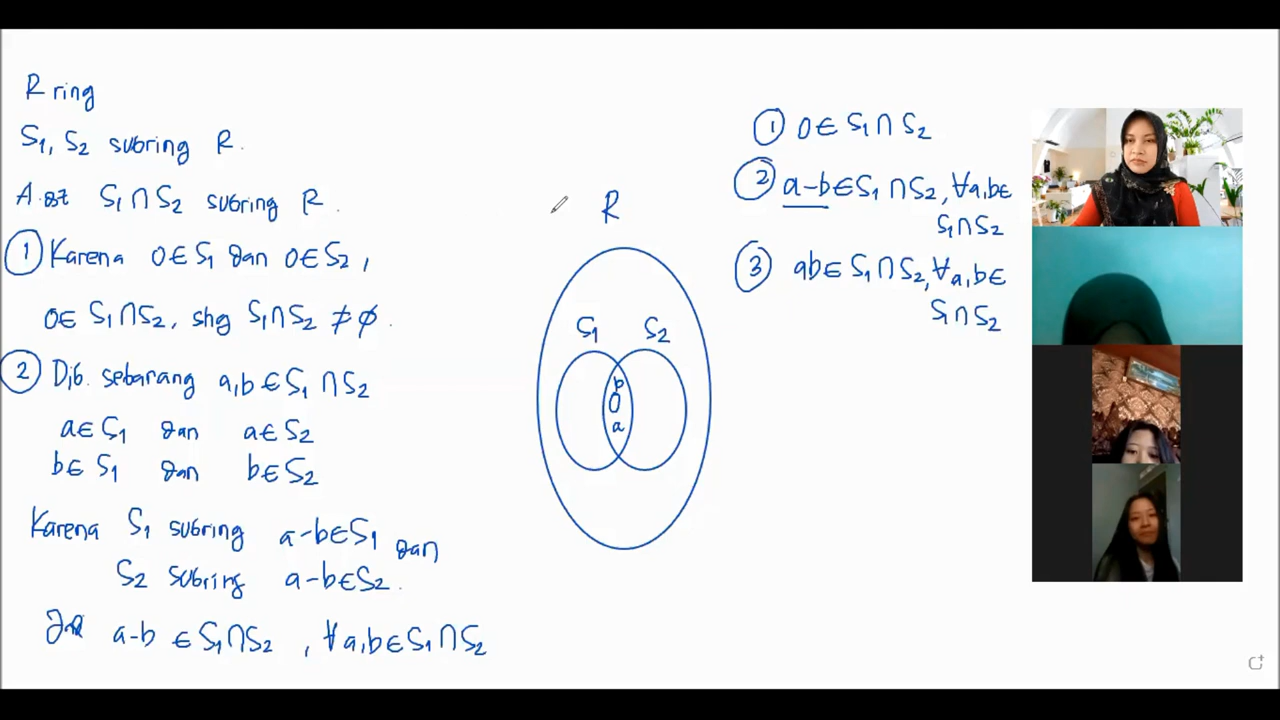 R ring
S1, S2 subring R.
A. st S1 ∩ S2 subring R.
① Karena 0 ∈ S1 dan 0 ∈ S2,
0 ∈ S1 ∩ S2, shg S1 ∩ S2 ≠ ∅.
② Dib. sebarang a,b ∈ S1 ∩ S2
a ∈ S1 dan a ∈ S2
b ∈ S1 dan b ∈ S2
Karena S1 subring a-b ∈ S1 dan
S2 subring a-b ∈ S2.
a-b ∈ S1 ∩ S2 , ∀ a,b ∈ S1 ∩ S2
R
S1 S2
b
0
a
① 0 ∈ S1 ∩ S2
② a-b ∈ S1 ∩ S2, ∀a,b ∈
S1 ∩ S2
③ ab ∈ S1 ∩ S2, ∀a,b ∈
S1 ∩ S2